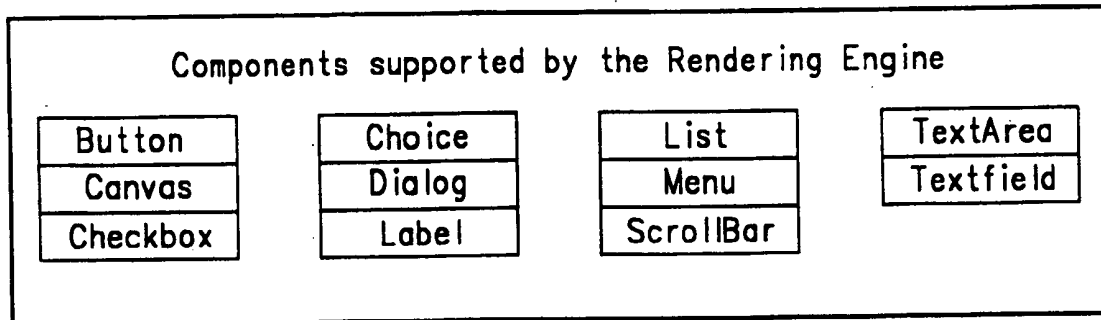 Components supported by the Rendering Engine
Button
Canvas
Checkbox
Choice
Dialog
Label
List
Menu
ScrollBar
TextArea
Textfield